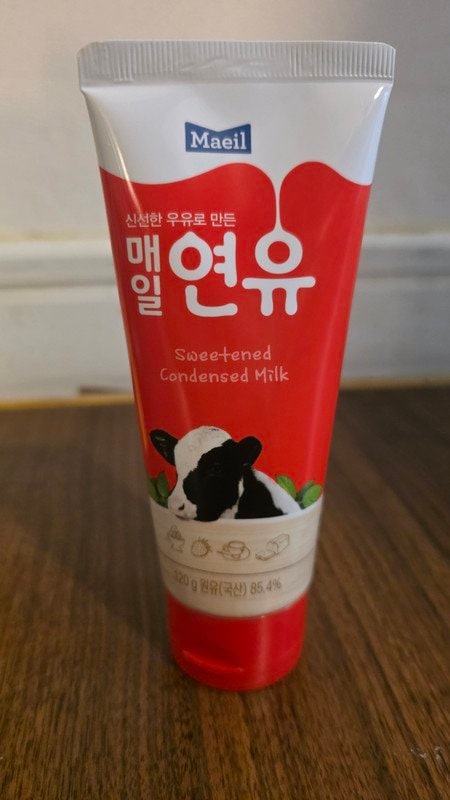 Maeil
신선한 우유로 만든
매일
연유
Sweetened
Condensed Milk
120 g 원유(국산) 85.4%